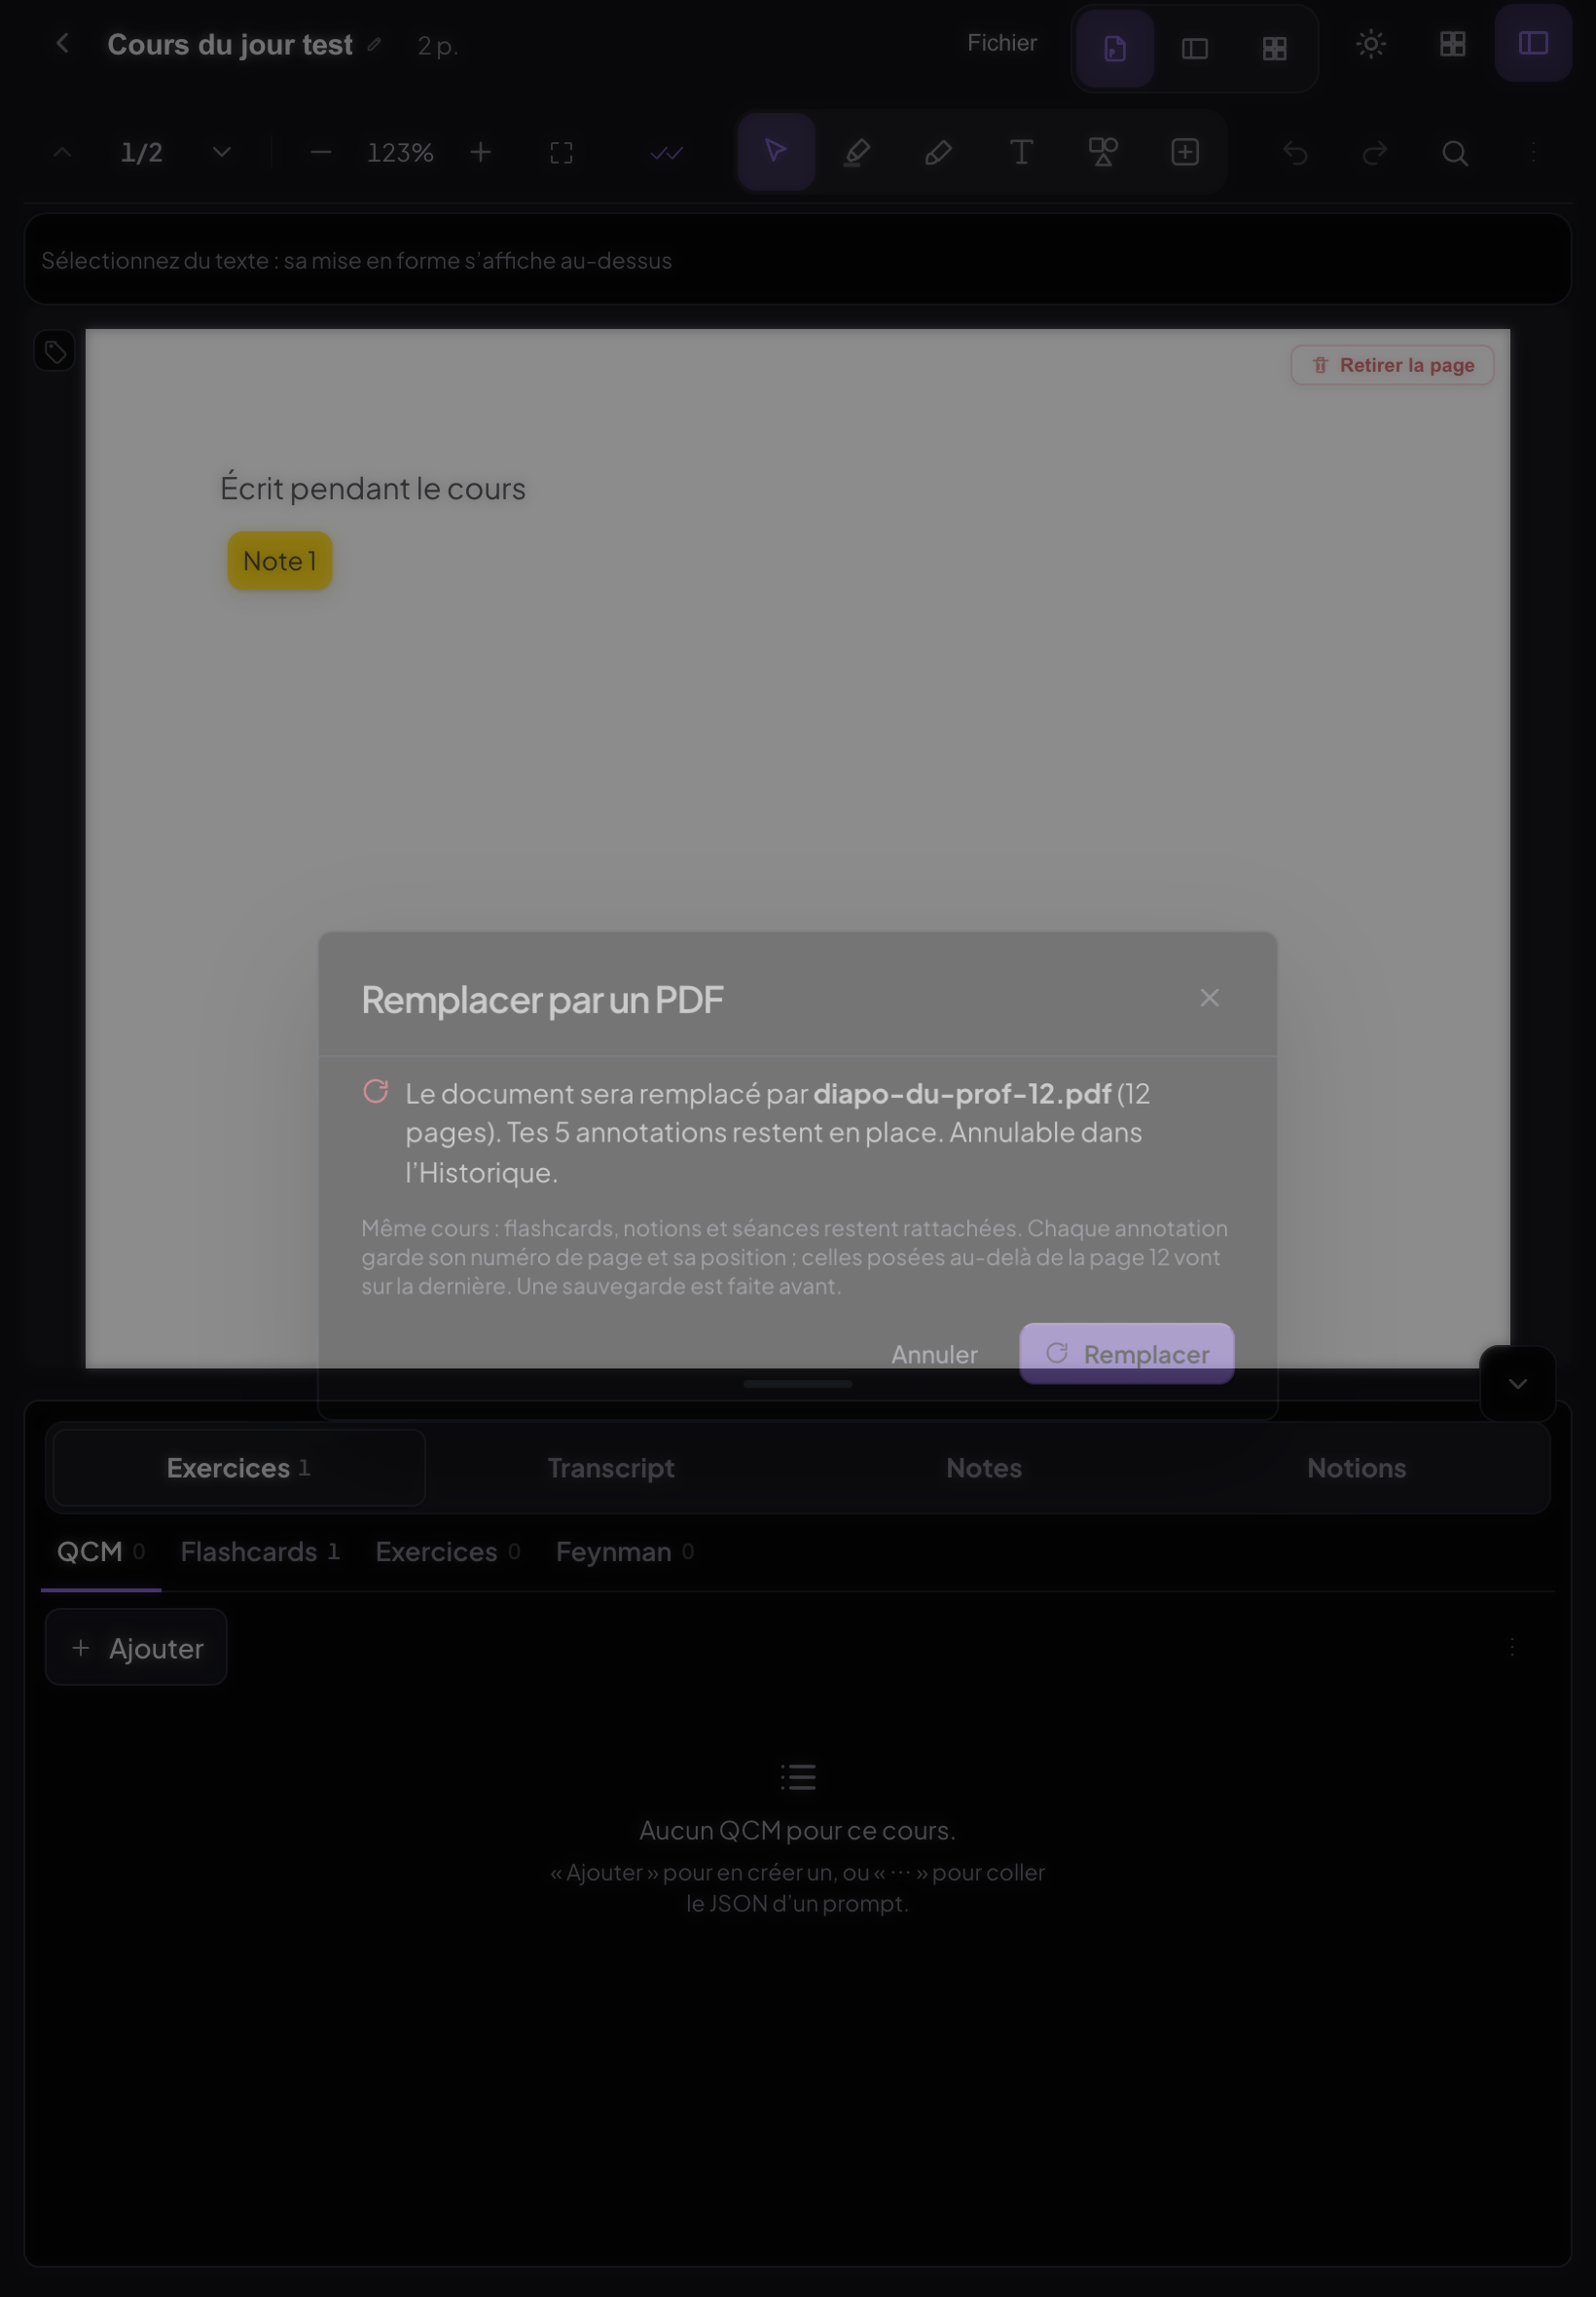 Cours du jour test 2 p. Fichier
1/2 123% T
Sélectionnez du texte : sa mise en forme s’affiche au-dessus
Retirer la page
Écrit pendant le cours
Note 1
Remplacer par un PDF
Le document sera remplacé par diapo-du-prof-12.pdf (12
pages). Tes 5 annotations restent en place. Annulable dans
l’Historique.
Même cours : flashcards, notions et séances restent rattachées. Chaque annotation
garde son numéro de page et sa position ; celles posées au-delà de la page 12 vont
sur la dernière. Une sauvegarde est faite avant.
Annuler Remplacer
Exercices 1 Transcript Notes Notions
QCM 0 Flashcards 1 Exercices 0 Feynman 0
+ Ajouter
Aucun QCM pour ce cours.
« Ajouter » pour en créer un, ou « ··· » pour coller
le JSON d’un prompt.